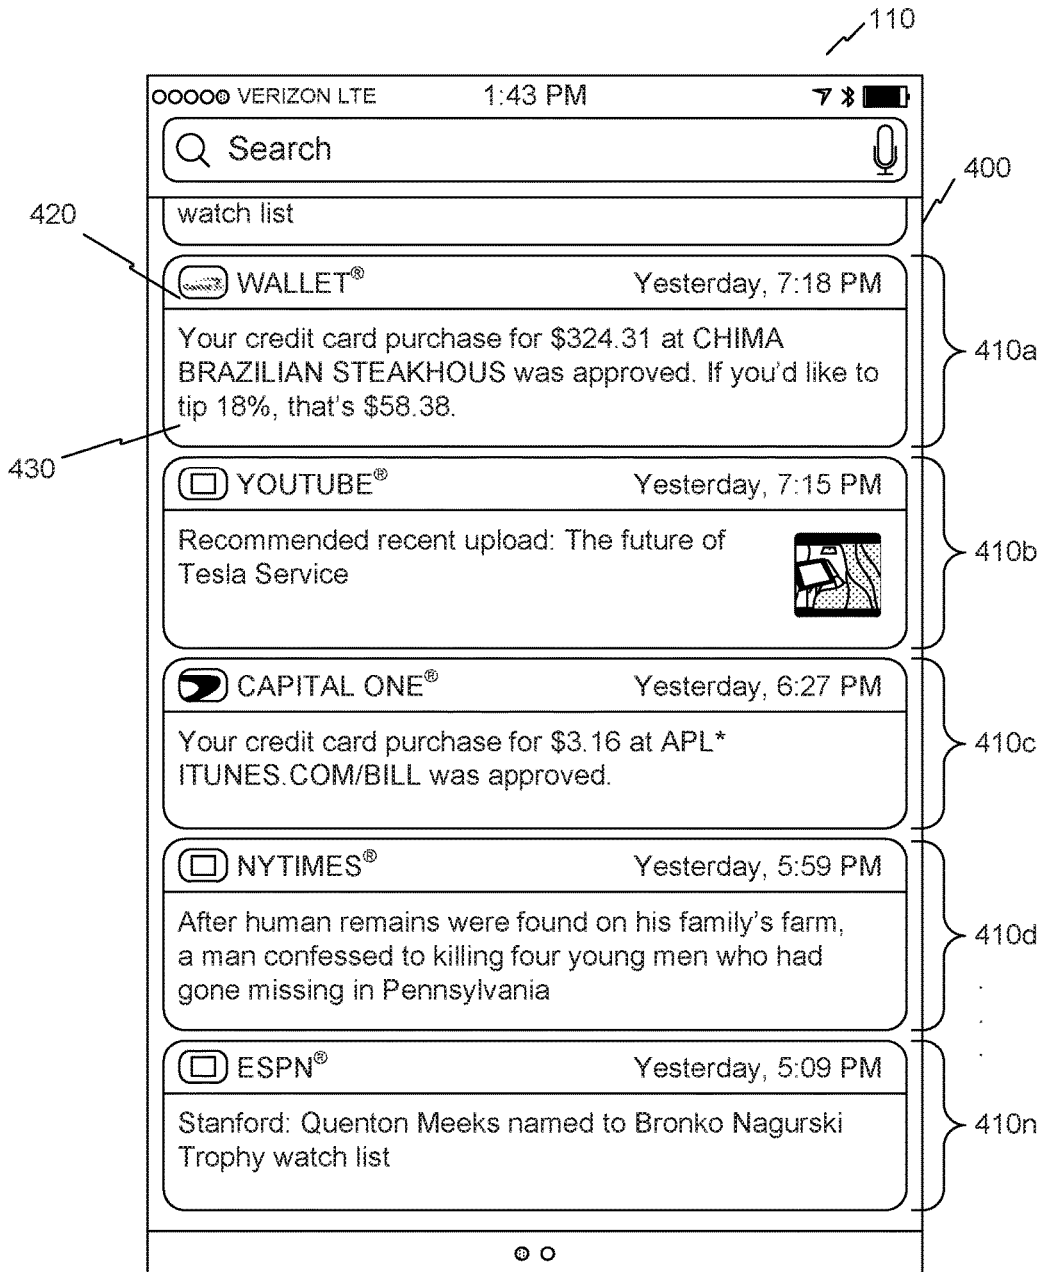 110
VERIZON LTE 1:43 PM
Search
400
watch list
420
WALLET® Yesterday, 7:18 PM
Your credit card purchase for $324.31 at CHIMA
BRAZILIAN STEAKHOUS was approved. If you'd like to
tip 18%, that's $58.38.
410a
430
YOUTUBE® Yesterday, 7:15 PM
Recommended recent upload: The future of
Tesla Service
410b
CAPITAL ONE® Yesterday, 6:27 PM
Your credit card purchase for $3.16 at APL*
ITUNES.COM/BILL was approved.
410c
NYTIMES® Yesterday, 5:59 PM
After human remains were found on his family's farm,
a man confessed to killing four young men who had
gone missing in Pennsylvania
410d
ESPN® Yesterday, 5:09 PM
Stanford: Quenton Meeks named to Bronko Nagurski
Trophy watch list
410n